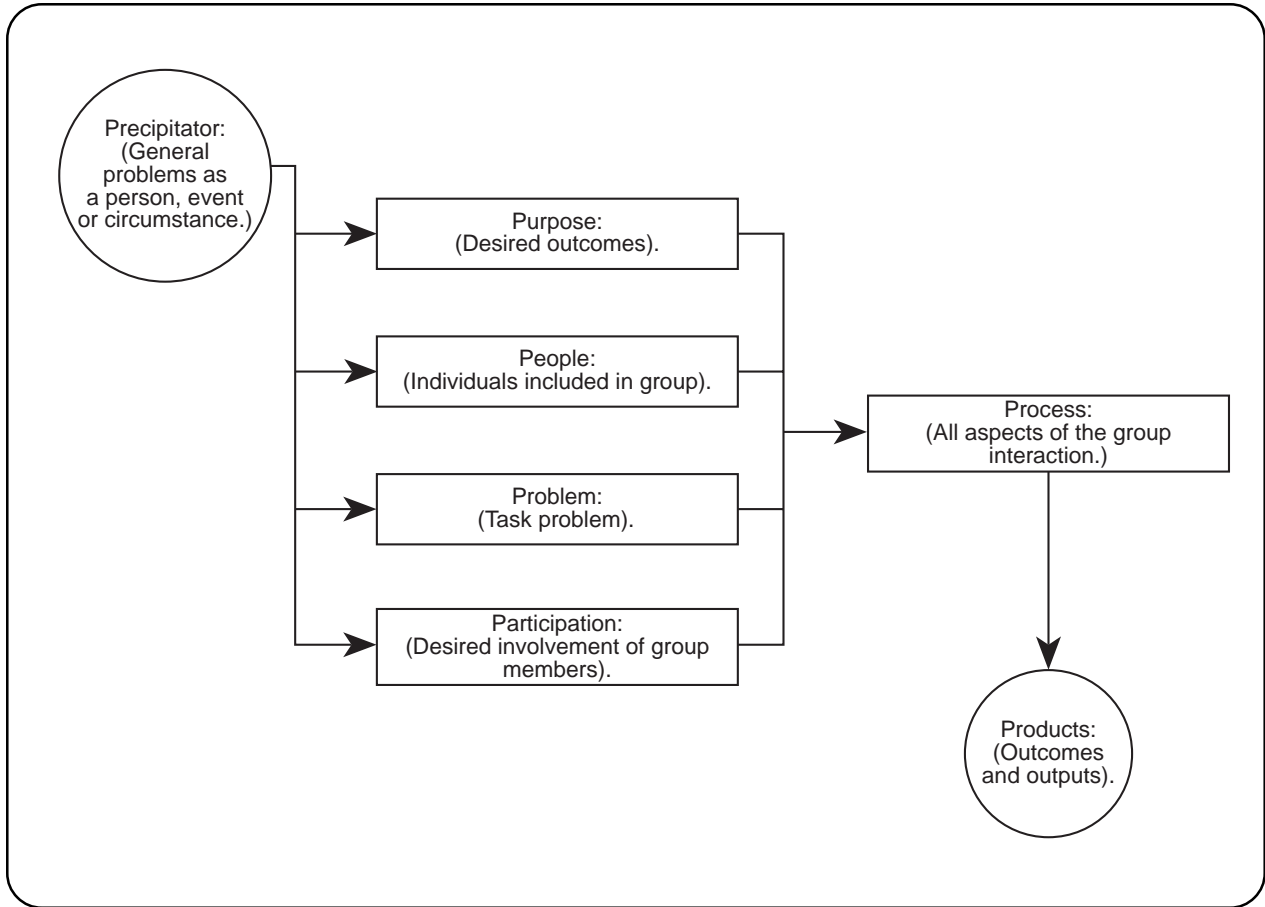 Precipitator:
(General
problems as
a person, event
or circumstance.)
Purpose:
(Desired outcomes).
People:
(Individuals included in group).
Problem:
(Task problem).
Participation:
(Desired involvement of group
members).
Process:
(All aspects of the group
interaction.)
Products:
(Outcomes
and outputs).